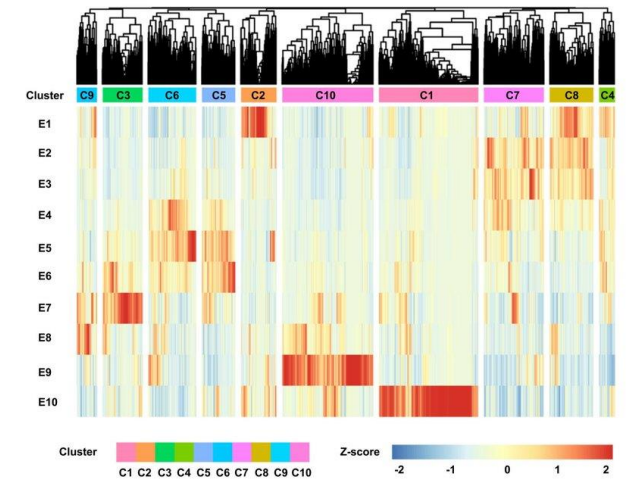 Cluster C9 C3 C6 C5 C2 C10 C1 C7 C8 C4
E1
E2
E3
E4
E5
E6
E7
E8
E9
E10
Cluster
C1 C2 C3 C4 C5 C6 C7 C8 C9 C10
Z-score
-2 -1 0 1 2